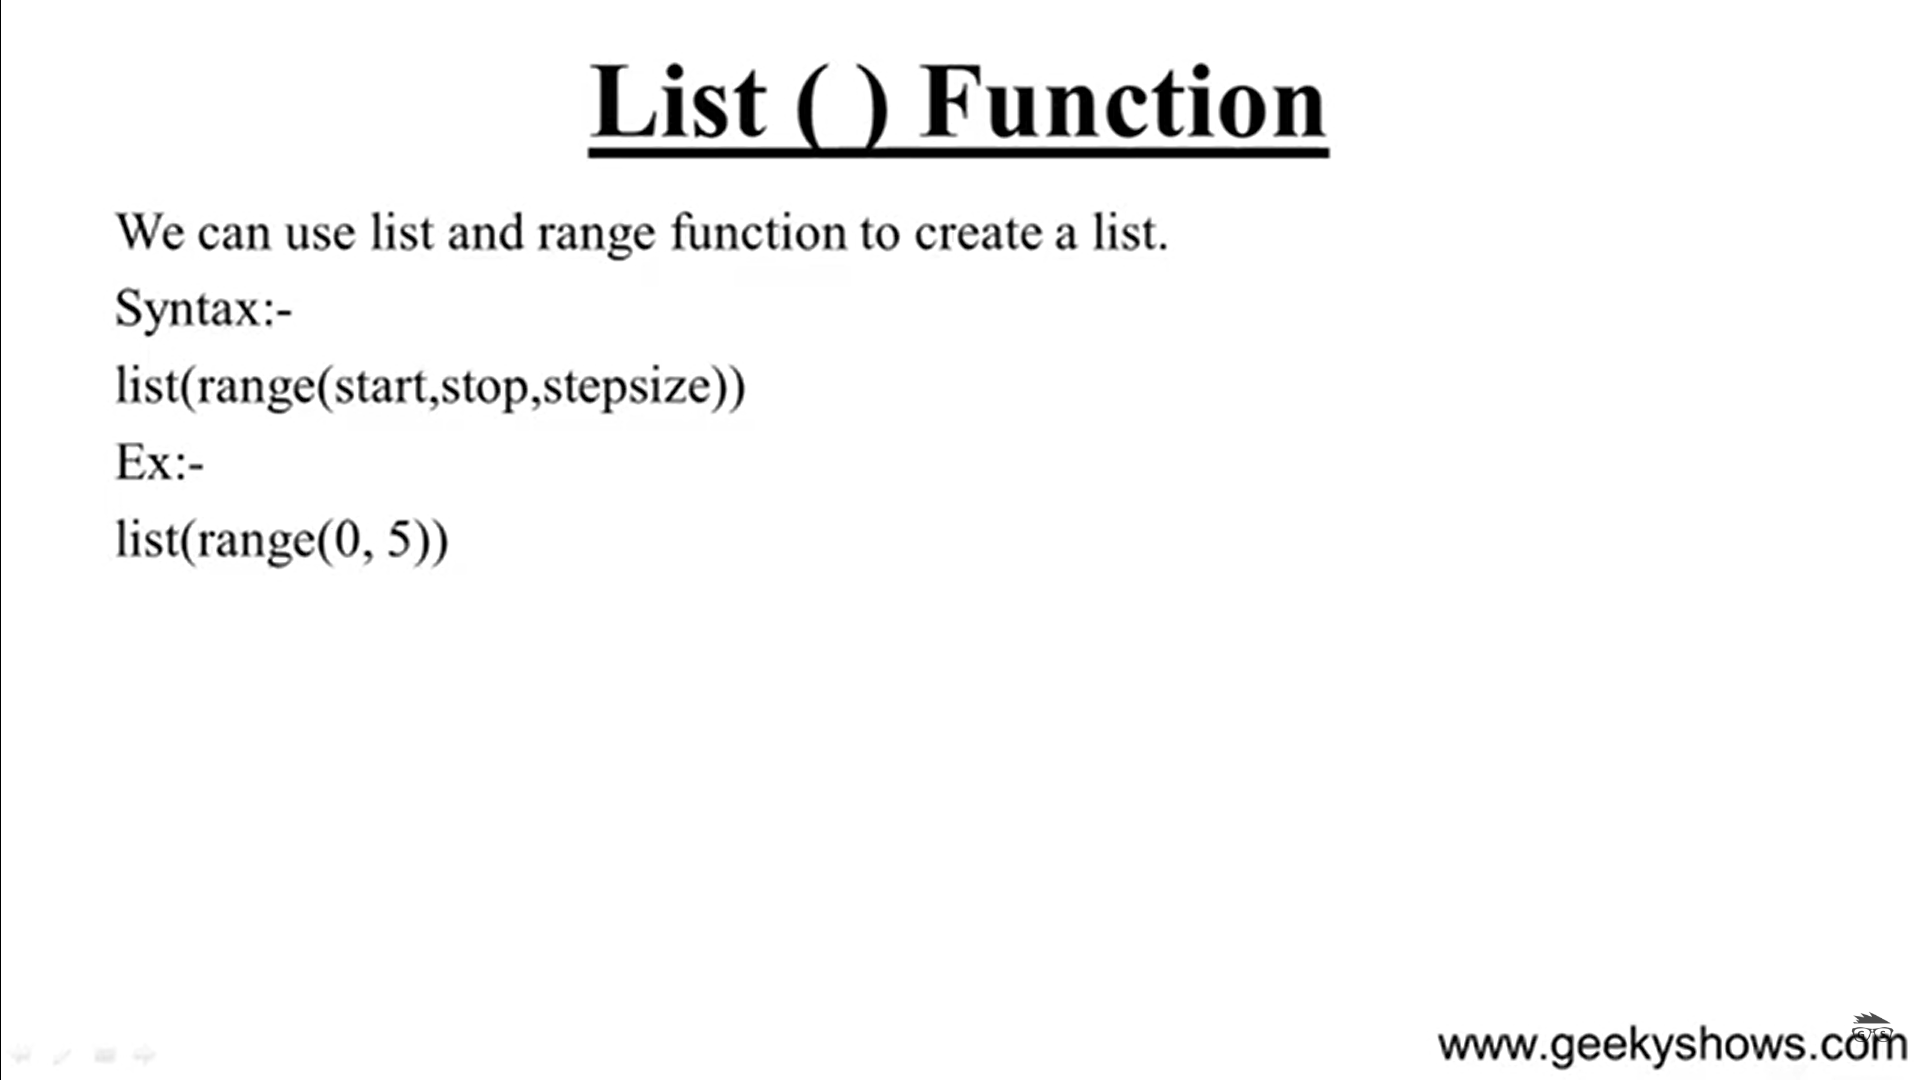 List ( ) Function
We can use list and range function to create a list.
Syntax:-
list(range(start,stop,stepsize))
Ex:-
list(range(0, 5))
www.geekyshows.com